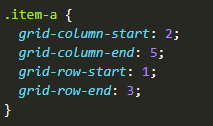 .item-a {
  grid-column-start: 2;
  grid-column-end: 5;
  grid-row-start: 1;
  grid-row-end: 3;
}